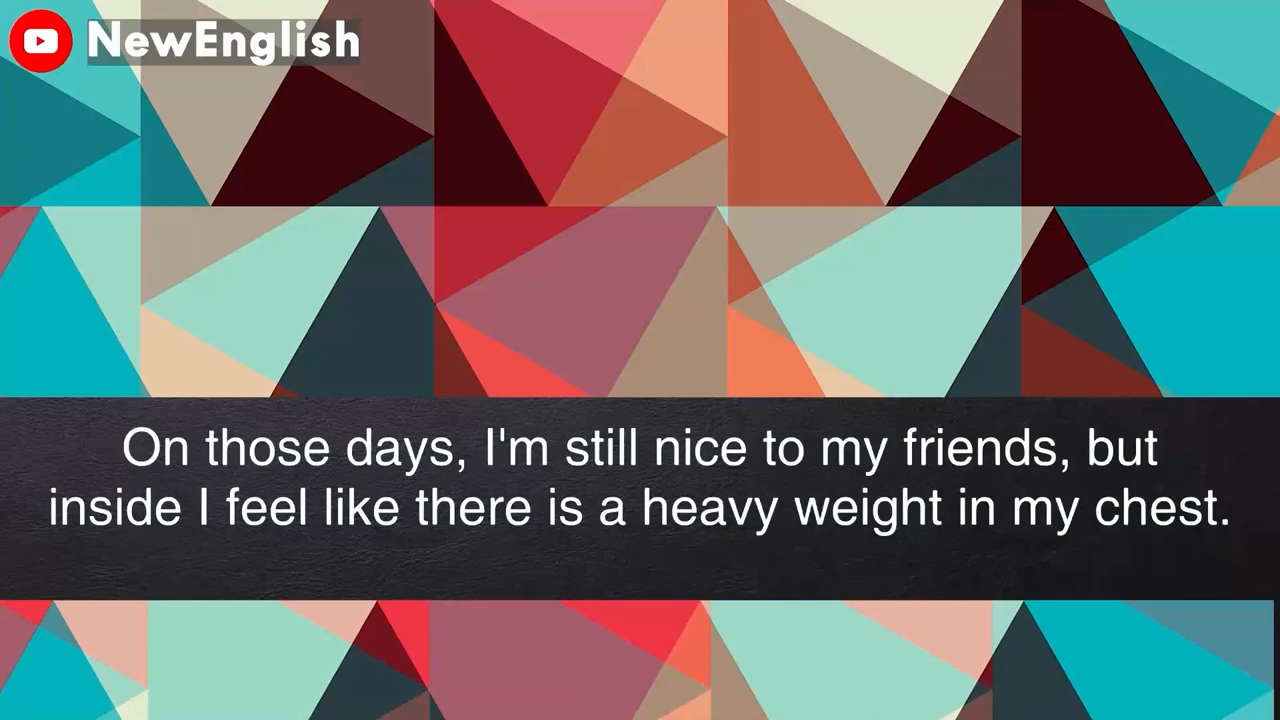 NewEnglish
On those days, I'm still nice to my friends, but
inside I feel like there is a heavy weight in my chest.